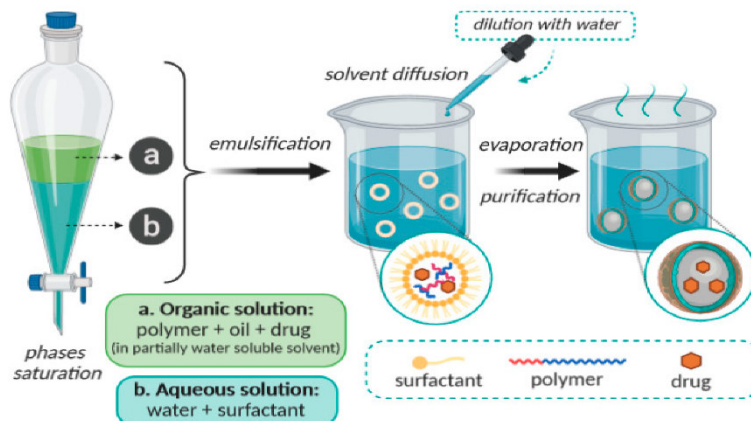 dilution with water
solvent diffusion
a
emulsification
evaporation
b
purification
phases
saturation
a. Organic solution:
polymer + oil + drug
(in partially water soluble solvent)
b. Aqueous solution:
water + surfactant
surfactant
polymer
drug